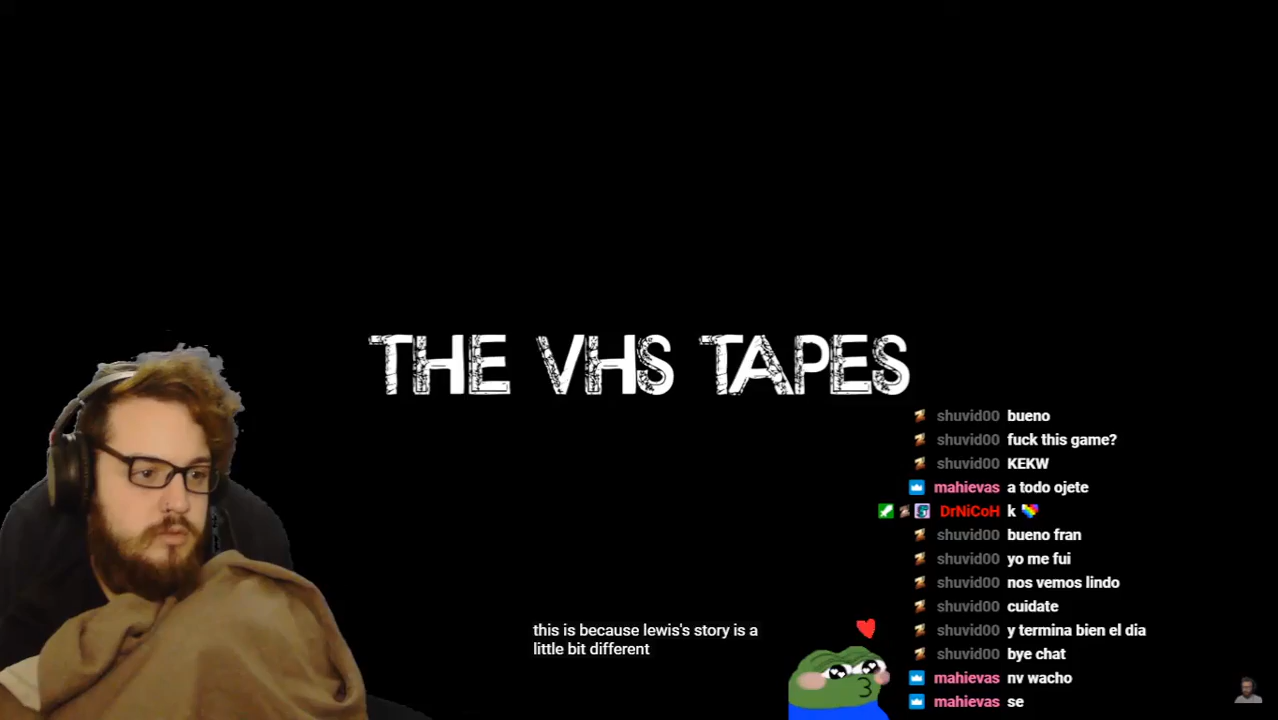 THE VHS TAPES
shuvid00 bueno
shuvid00 fuck this game?
shuvid00 KEKW
mahievas a todo ojete
DrNiCoH k
shuvid00 bueno fran
shuvid00 yo me fui
shuvid00 nos vemos lindo
shuvid00 cuidate
shuvid00 y termina bien el dia
shuvid00 bye chat
mahievas nv wacho
mahievas se
this is because lewis's story is a
little bit different